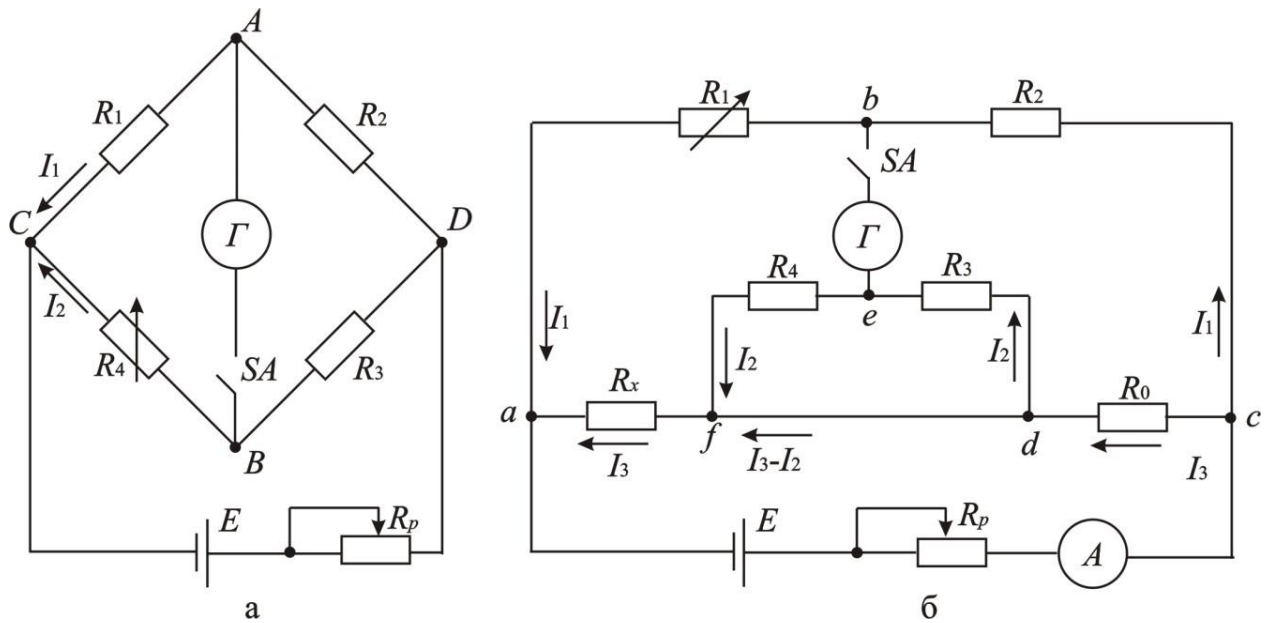 A
R1
R2
I1
Г
C
D
I2
R4
SA
R3
B
E
Rp
а
R1
b
R2
SA
Г
R4
R3
e
I1
I2
I2
I1
Rx
R0
a
f
d
c
I3
I3-I2
I3
E
Rp
A
б